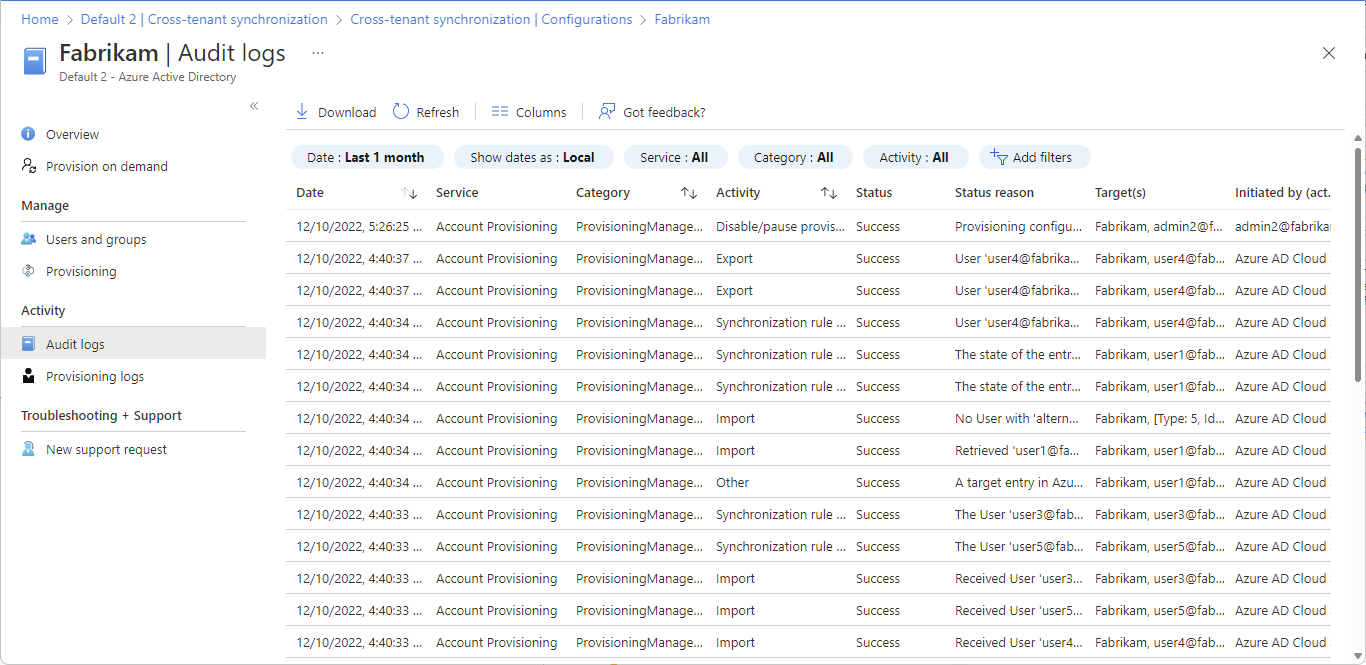 Home > Default 2 | Cross-tenant synchronization > Cross-tenant synchronization | Configurations > Fabrikam
Fabrikam | Audit logs ...
Default 2 - Azure Active Directory
Overview
Provision on demand
Manage
Users and groups
Provisioning
Activity
Audit logs
Provisioning logs
Troubleshooting + Support
New support request
Download Refresh Columns Got feedback?
Date : Last 1 month Show dates as : Local Service : All Category : All Activity : All Add filters
Date Service Category Activity Status Status reason Target(s) Initiated by (act.
12/10/2022, 5:26:25 ... Account Provisioning ProvisioningManage... Disable/pause provis... Success Provisioning configu... Fabrikam, admin2@f... admin2@fabrika
12/10/2022, 4:40:37 ... Account Provisioning ProvisioningManage... Export Success User 'user4@fabrika... Fabrikam, user4@fab... Azure AD Cloud
12/10/2022, 4:40:37 ... Account Provisioning ProvisioningManage... Export Success User 'user4@fabrika... Fabrikam, user4@fab... Azure AD Cloud
12/10/2022, 4:40:34 ... Account Provisioning ProvisioningManage... Synchronization rule ... Success User 'user4@fabrika... Fabrikam, user4@fab... Azure AD Cloud
12/10/2022, 4:40:34 ... Account Provisioning ProvisioningManage... Synchronization rule ... Success The state of the entr... Fabrikam, user1@fab... Azure AD Cloud
12/10/2022, 4:40:34 ... Account Provisioning ProvisioningManage... Synchronization rule ... Success The state of the entr... Fabrikam, user1@fab... Azure AD Cloud
12/10/2022, 4:40:34 ... Account Provisioning ProvisioningManage... Import Success No User with 'altern... Fabrikam, [Type: 5, Id... Azure AD Cloud
12/10/2022, 4:40:34 ... Account Provisioning ProvisioningManage... Import Success Retrieved 'user1@fa... Fabrikam, user1@fab... Azure AD Cloud
12/10/2022, 4:40:34 ... Account Provisioning ProvisioningManage... Other Success A target entry in Azu... Fabrikam, user1@fab... Azure AD Cloud
12/10/2022, 4:40:33 ... Account Provisioning ProvisioningManage... Synchronization rule ... Success The User 'user3@fab... Fabrikam, user3@fab... Azure AD Cloud
12/10/2022, 4:40:33 ... Account Provisioning ProvisioningManage... Synchronization rule ... Success The User 'user5@fab... Fabrikam, user5@fab... Azure AD Cloud
12/10/2022, 4:40:33 ... Account Provisioning ProvisioningManage... Import Success Received User 'user3... Fabrikam, user3@fab... Azure AD Cloud
12/10/2022, 4:40:33 ... Account Provisioning ProvisioningManage... Import Success Received User 'user5... Fabrikam, user5@fab... Azure AD Cloud
12/10/2022, 4:40:33 ... Account Provisioning ProvisioningManage... Import Success Received User 'user4... Fabrikam, user4@fab... Azure AD Cloud